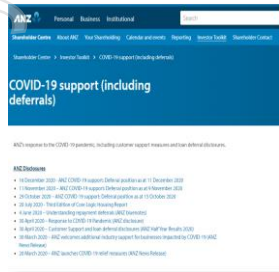 ANZ Personal Business Institutional Search
Shareholder Centre About ANZ Your Shareholding Calendar and events Reporting Investor Toolkit Shareholder Contact
Shareholder Centre > Investor Toolkit > COVID-19 support (including deferrals)
COVID-19 support (including
deferrals)
ANZ's response to the COVID-19 pandemic, including customer support measures and loan deferral disclosures.
ANZ Disclosures
16 December 2020 - ANZ COVID-19 support: Deferral position as at 11 December 2020
11 November 2020 - ANZ COVID-19 support: Deferral position as at 6 November 2020
29 October 2020 - ANZ COVID-19 support: Deferral position as at 13 October 2020
20 July 2020 - Third Edition of Core Logic Housing Report
4 June 2020 - Understanding repayment deferrals (ANZ bluenotes)
30 April 2020 - Response to COVID-19 Pandemic (ANZ disclosure)
30 April 2020 - Customer Support and loan deferral disclosures (ANZ Half Year Results 2020)
30 March 2020 - ANZ welcomes additional industry support for businesses impacted by COVID-19 (ANZ
News Release)
20 March 2020 - ANZ launches COVID-19 relief measures (ANZ News Release)